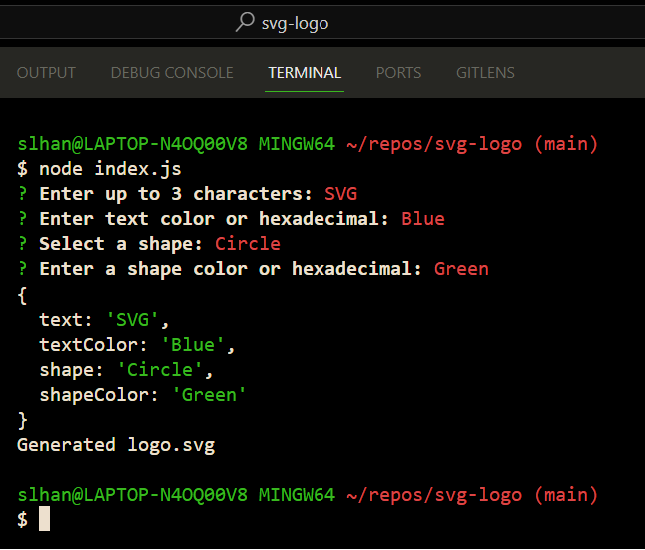 svg-logo
OUTPUT DEBUG CONSOLE TERMINAL PORTS GITLENS
slhan@LAPTOP-N4OQ00V8 MINGW64 ~/repos/svg-logo (main)
$ node index.js
? Enter up to 3 characters: SVG
? Enter text color or hexadecimal: Blue
? Select a shape: Circle
? Enter a shape color or hexadecimal: Green
{
  text: 'SVG',
  textColor: 'Blue',
  shape: 'Circle',
  shapeColor: 'Green'
}
Generated logo.svg
slhan@LAPTOP-N4OQ00V8 MINGW64 ~/repos/svg-logo (main)
$